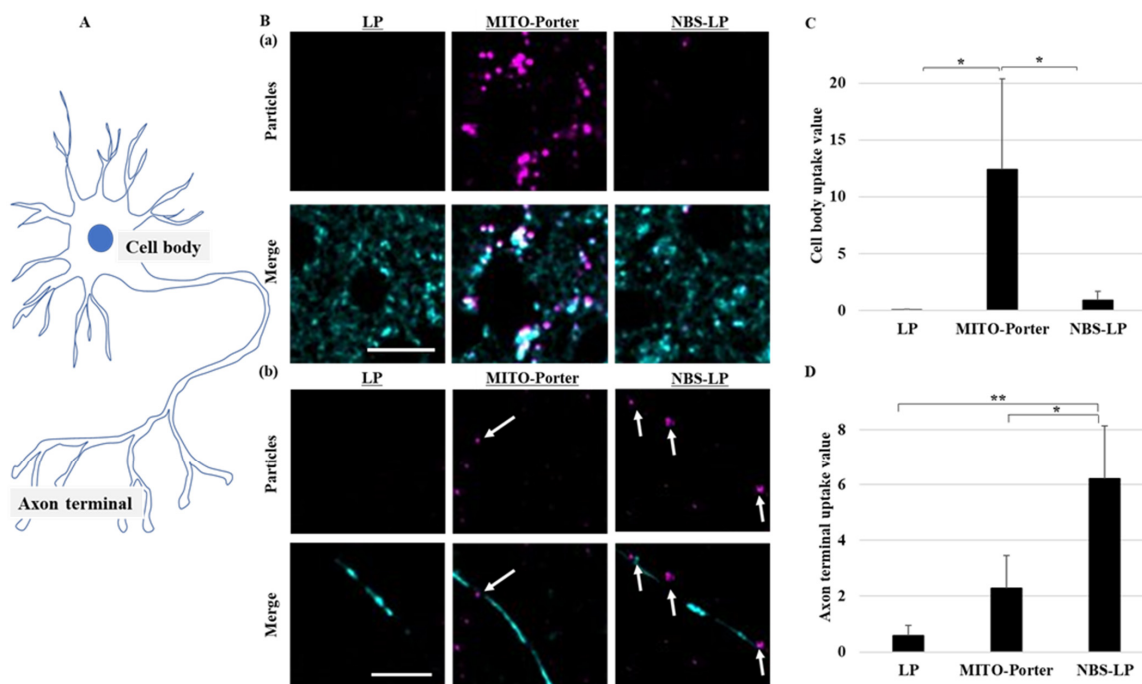 A
Cell body
Axon terminal
B
LP MITO-Porter NBS-LP
(a)
Particles
Merge
(b)
LP MITO-Porter NBS-LP
Particles
Merge
C
* *
Cell body uptake value
20
15
10
5
0
LP MITO-Porter NBS-LP
D
**
*
Axon terminal uptake value
8
6
4
2
0
LP MITO-Porter NBS-LP